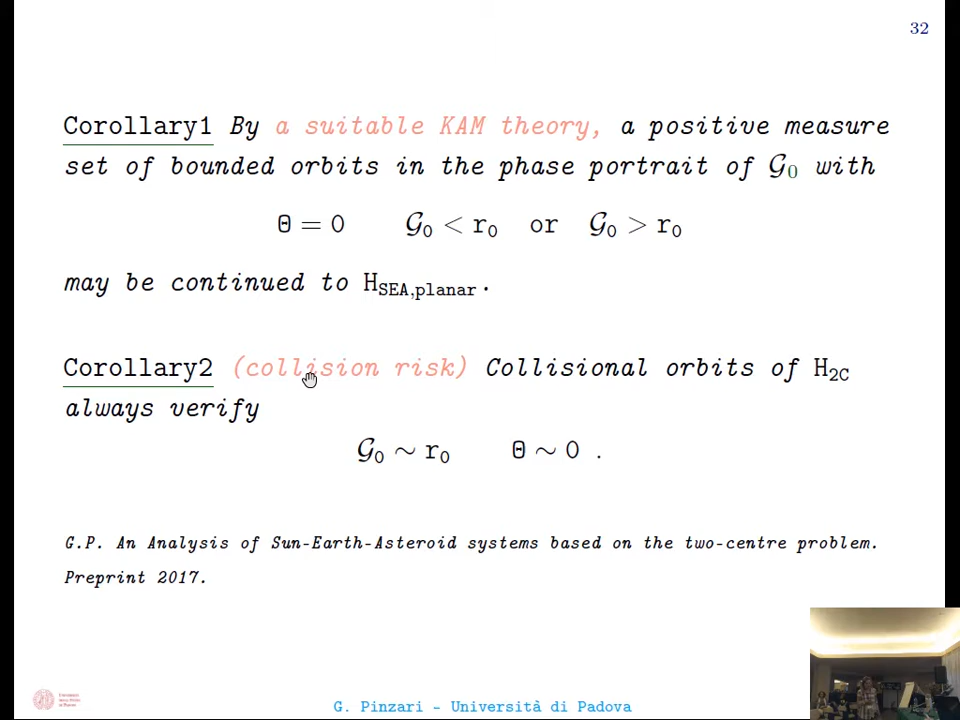 32
Corollary1 By a suitable KAM theory, a positive measure
set of bounded orbits in the phase portrait of 𝒢₀ with
Θ = 0 𝒢₀ < r₀ or 𝒢₀ > r₀
may be continued to H_SEA,planar.
Corollary2 (collision risk) Collisional orbits of H_2C
always verify
𝒢₀ ∼ r₀ Θ ∼ 0 .
G.P. An Analysis of Sun-Earth-Asteroid systems based on the two-centre problem.
Preprint 2017.
G. Pinzari - Università di Padova